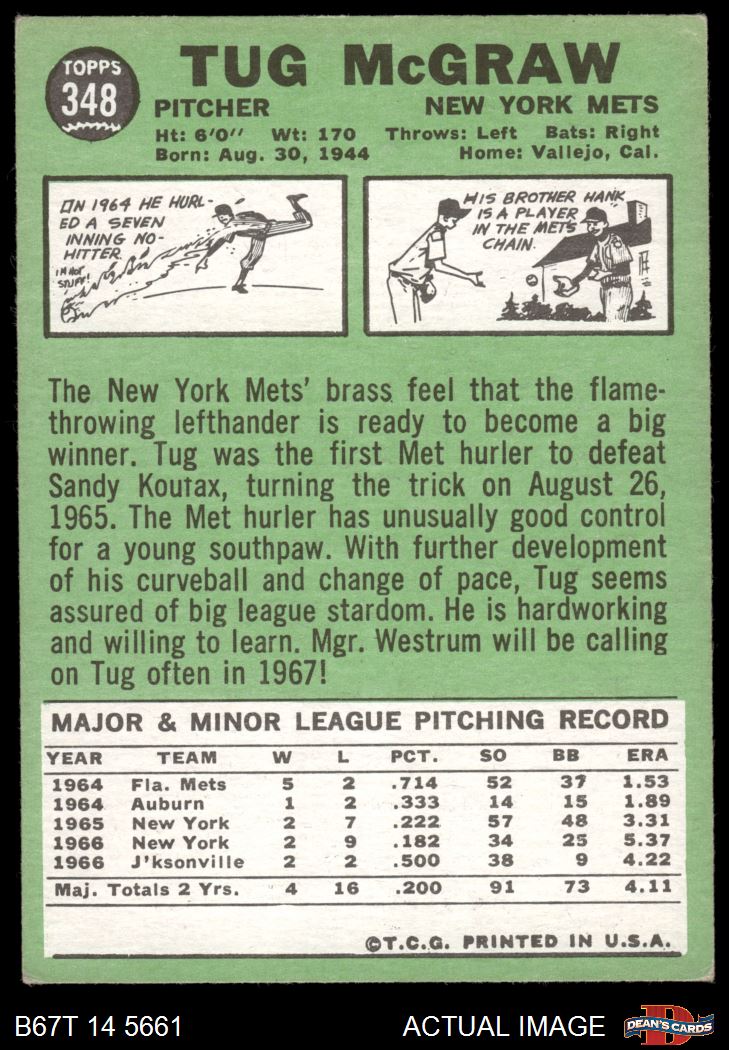 TOPPS
348
TUG McGRAW
PITCHER NEW YORK METS
Ht: 6'0" Wt: 170 Throws: Left Bats: Right
Born: Aug. 30, 1944 Home: Vallejo, Cal.
IN 1964 HE HURL-
ED A SEVEN
INNING NO-
HITTER.
I'M HOT
STUFF!
HIS BROTHER HANK
IS A PLAYER
IN THE METS
CHAIN.
The New York Mets' brass feel that the flame-
throwing lefthander is ready to become a big
winner. Tug was the first Met hurler to defeat
Sandy Koufax, turning the trick on August 26,
1965. The Met hurler has unusually good control
for a young southpaw. With further development
of his curveball and change of pace, Tug seems
assured of big league stardom. He is hardworking
and willing to learn. Mgr. Westrum will be calling
on Tug often in 1967!
MAJOR & MINOR LEAGUE PITCHING RECORD
YEAR TEAM W L PCT. SO BB ERA
1964 Fla. Mets 5 2 .714 52 37 1.53
1964 Auburn 1 2 .333 14 15 1.89
1965 New York 2 7 .222 57 48 3.31
1966 New York 2 9 .182 34 25 5.37
1966 J'ksonville 2 2 .500 38 9 4.22
Maj. Totals 2 Yrs. 4 16 .200 91 73 4.11
©T.C.G. PRINTED IN U.S.A.
B67T 14 5661 ACTUAL IMAGE D DEAN'S CARDS